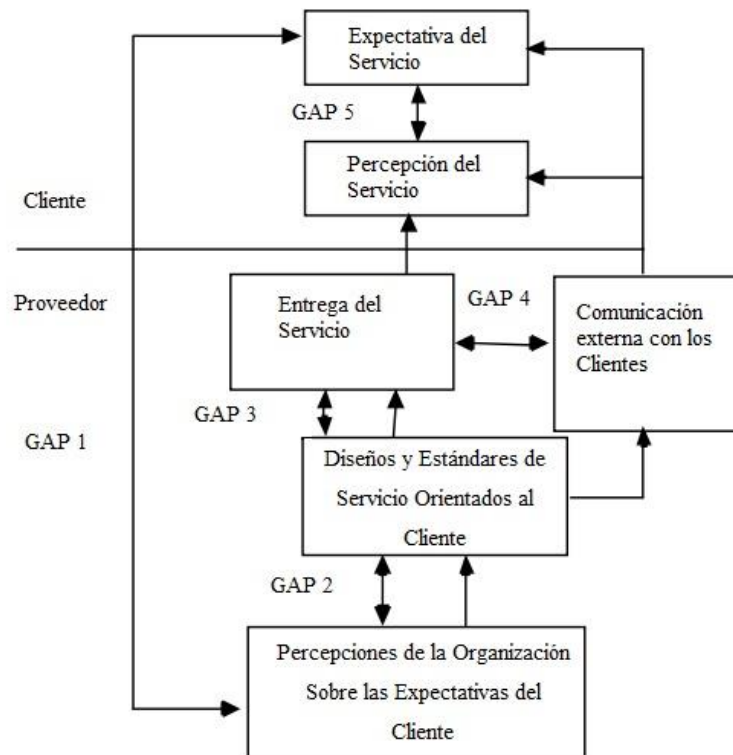 Expectativa del
Servicio
GAP 5
Percepción del
Servicio
Cliente
Proveedor
Entrega del
Servicio
GAP 4
Comunicación
externa con los
Clientes
GAP 3
GAP 1
Diseños y Estándares de
Servicio Orientados al
Cliente
GAP 2
Percepciones de la Organización
Sobre las Expectativas del
Cliente